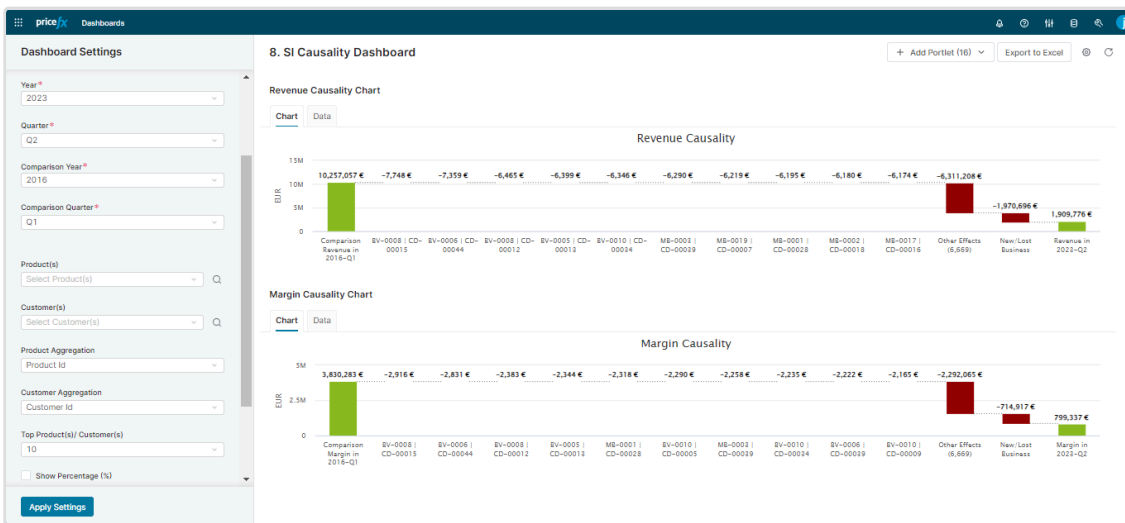 pricefx Dashboards
Dashboard Settings
Year*
2023
Quarter*
Q2
Comparison Year*
2016
Comparison Quarter*
Q1
Product(s)
Select Product(s)
Customer(s)
Select Customer(s)
Product Aggregation
Product Id
Customer Aggregation
Customer Id
Top Product(s)/ Customer(s)
10
Show Percentage (%)
Apply Settings
8. SI Causality Dashboard
+ Add Portlet (16)
Export to Excel
Revenue Causality Chart
Chart Data
Revenue Causality
15M
10M
5M
0
EUR
10,257,057 € -7,748 € -7,359 € -6,465 € -6,399 € -6,346 € -6,290 € -6,219 € -6,195 € -6,180 € -6,174 € -6,311,208 €
-1,970,696 €
1,909,776 €
Comparison BV-0008 | CD- BV-0006 | CD- BV-0008 | CD- BV-0005 | CD- BV-0010 | CD- MB-0003 | MB-0019 | MB-0001 | MB-0002 | MB-0017 | Other Effects New/Lost Revenue in
Revenue in 00015 00044 00012 00013 00034 CD-00039 CD-00007 CD-00028 CD-00018 CD-00016 (6,669) Business 2023-Q2
2016-Q1
Margin Causality Chart
Chart Data
Margin Causality
5M
2.5M
0
EUR
3,830,283 € -2,916 € -2,831 € -2,383 € -2,344 € -2,318 € -2,290 € -2,258 € -2,235 € -2,222 € -2,165 € -2,292,065 €
-714,917 €
799,337 €
Comparison BV-0008 | BV-0006 | BV-0008 | BV-0005 | MB-0001 | BV-0010 | MB-0003 | BV-0010 | BV-0006 | BV-0010 | Other Effects New/Lost Margin in
Margin in CD-00015 CD-00044 CD-00012 CD-00013 CD-00028 CD-00005 CD-00039 CD-00034 CD-00039 CD-00009 (6,669) Business 2023-Q2
2016-Q1